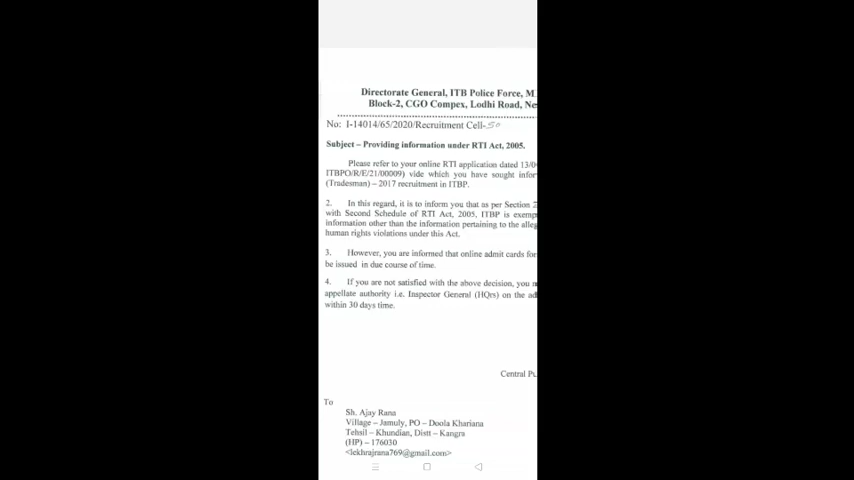 Directorate General, ITB Police Force, M
Block-2, CGO Compex, Lodhi Road, Ne
No: I-14014/65/2020/Recruitment Cell-50
Subject – Providing information under RTI Act, 2005.
Please refer to your online RTI application dated 13/0
ITBPO/R/E/21/00009) vide which you have sought infor
(Tradesman) – 2017 recruitment in ITBP.
2. In this regard, it is to inform you that as per Section 2
with Second Schedule of RTI Act, 2005, ITBP is exemp
information other than the information pertaining to the alleg
human rights violations under this Act.
3. However, you are informed that online admit cards for
be issued in due course of time.
4. If you are not satisfied with the above decision, you m
appellate authority i.e. Inspector General (HQrs) on the ad
within 30 days time.
Central Pu
To
Sh. Ajay Rana
Village – Jamuly, PO – Doola Khariana
Tehsil – Khundian, Distt – Kangra
(HP) – 176030
<lekhrajrana769@gmail.com>